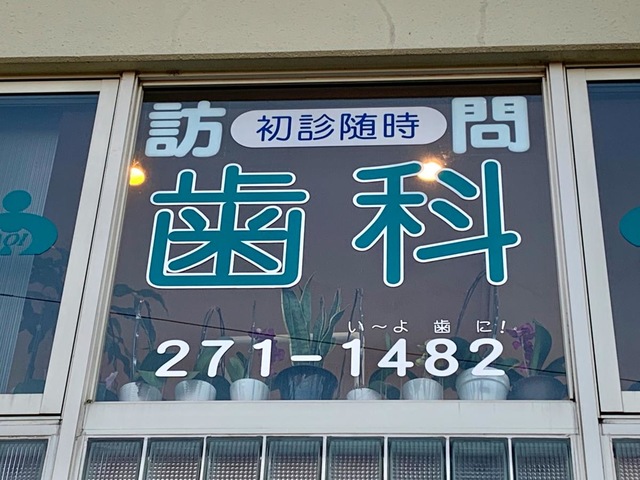 訪 初診随時 問
歯科
い〜よ 歯 に!
271-1482